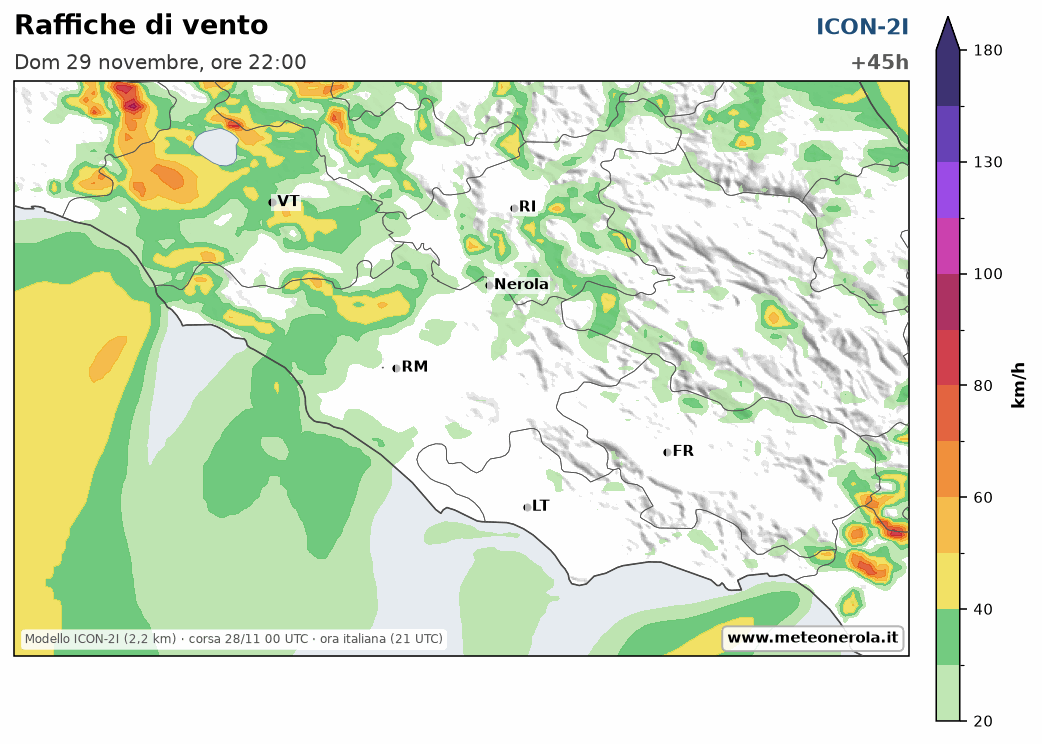 Raffiche di vento
ICON-2I
Dom 29 novembre, ore 22:00
+45h
180
130
100
80
60
40
20
km/h
VT
RI
Nerola
RM
FR
LT
Modello ICON-2I (2,2 km) · corsa 28/11 00 UTC · ora italiana (21 UTC)
www.meteonerola.it